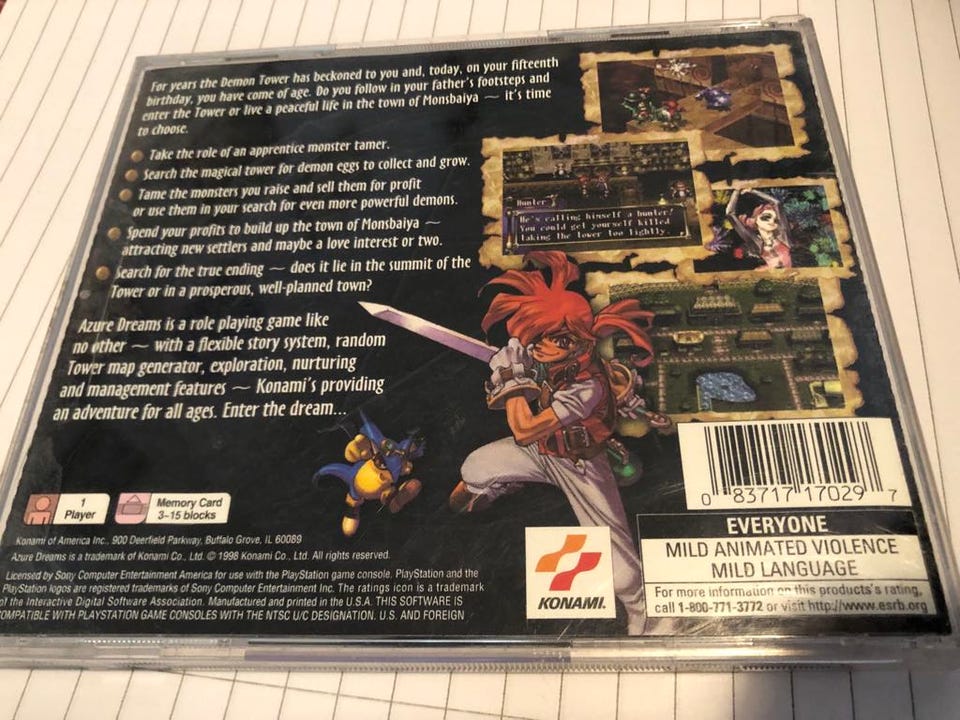 For years the Demon Tower has beckoned to you and, today, on your fifteenth
birthday, you have come of age. Do you follow in your father's footsteps and
enter the Tower or live a peaceful life in the town of Monsbaiya ~ it's time
to choose.
Take the role of an apprentice monster tamer.
Search the magical tower for demon eggs to collect and grow.
Tame the monsters you raise and sell them for profit
or use them in your search for even more powerful demons.
Spend your profits to build up the town of Monsbaiya ~
attracting new settlers and maybe a love interest or two.
Search for the true ending ~ does it lie in the summit of the
Tower or in a prosperous, well-planned town?
Azure Dreams is a role playing game like
no other ~ with a flexible story system, random
Tower map generator, exploration, nurturing
and management features ~ Konami's providing
an adventure for all ages. Enter the dream...
Hunter
He's calling himself a hunter!
You could get yourself killed
taking the tower too lightly.
1
Player
Memory Card
3-15 blocks
Konami of America Inc., 900 Deerfield Parkway, Buffalo Grove, IL 60089
Azure Dreams is a trademark of Konami Co., Ltd. © 1998 Konami Co., Ltd. All rights reserved.
Licensed by Sony Computer Entertainment America for use with the PlayStation game console. PlayStation and the
PlayStation logos are registered trademarks of Sony Computer Entertainment Inc. The ratings icon is a trademark
of the Interactive Digital Software Association. Manufactured and printed in the U.S.A. THIS SOFTWARE IS
COMPATIBLE WITH PLAYSTATION GAME CONSOLES WITH THE NTSC U/C DESIGNATION. U.S. AND FOREIGN
KONAMI.
0 83717 17029 7
EVERYONE
MILD ANIMATED VIOLENCE
MILD LANGUAGE
For more information on this products's rating,
call 1-800-771-3772 or visit http://www.esrb.org